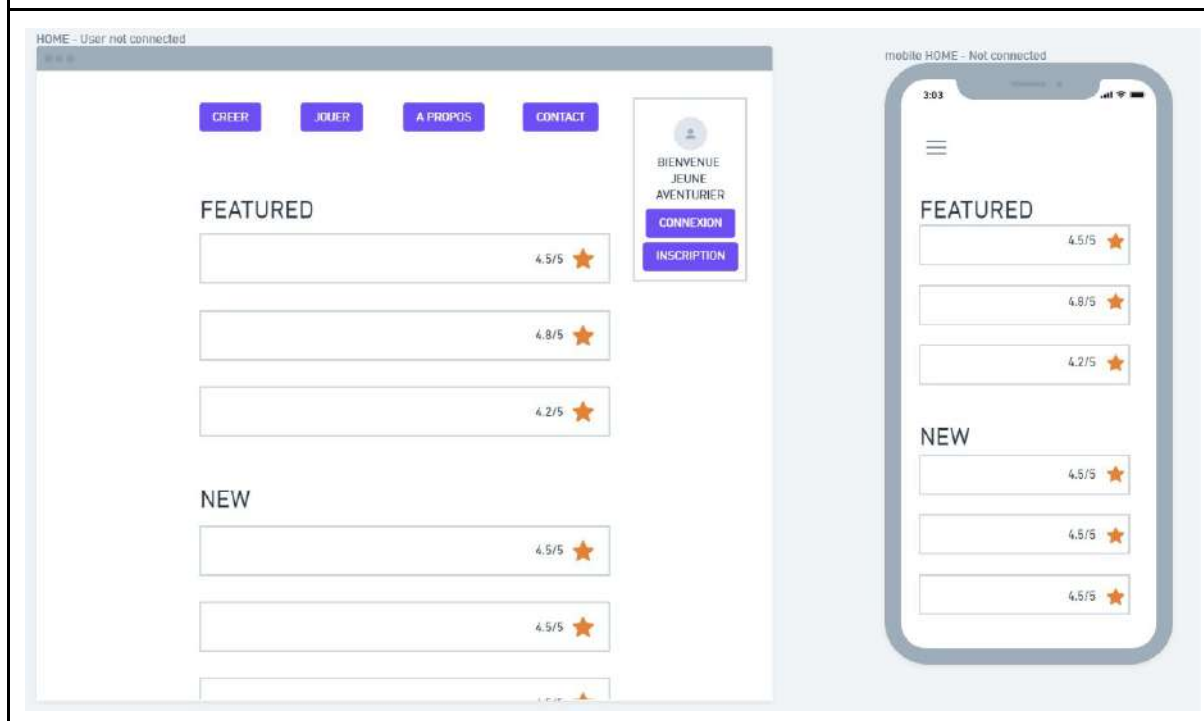 HOME - User not connected
CREER
JOUER
A PROPOS
CONTACT
BIENVENUE
JEUNE
AVENTURIER
CONNEXION
INSCRIPTION
FEATURED
4.5/5
4.8/5
4.2/5
NEW
4.5/5
4.5/5
mobile HOME - Not connected
3:03
FEATURED
4.5/5
4.8/5
4.2/5
NEW
4.5/5
4.5/5
4.5/5